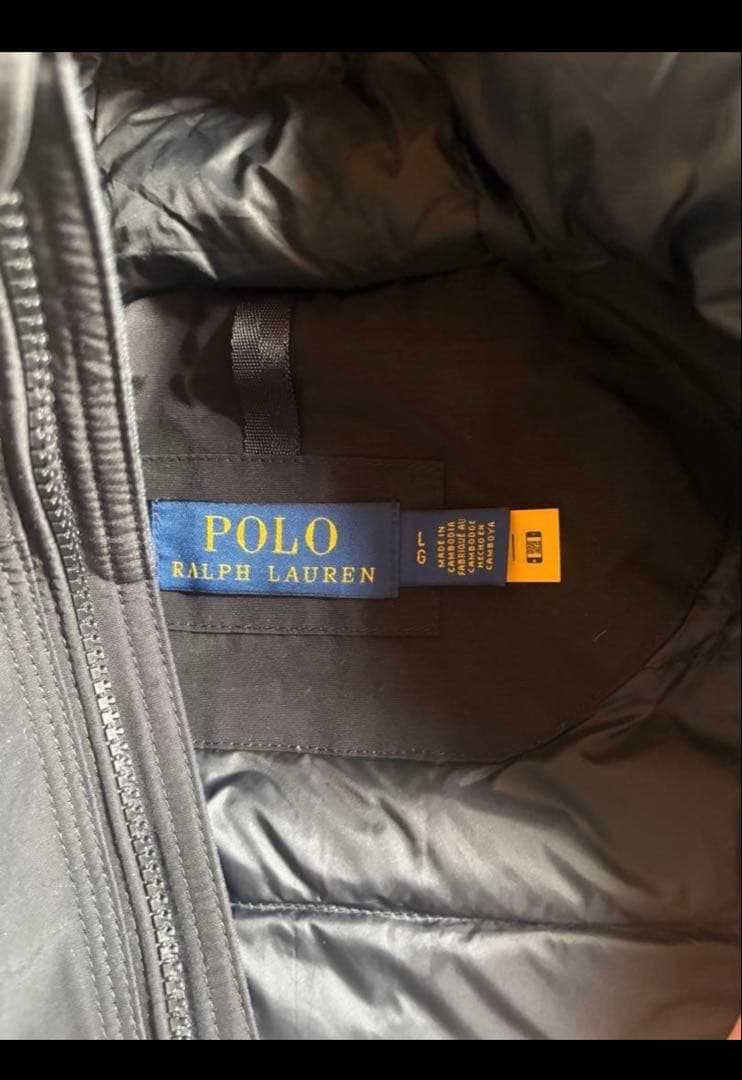 POLO
RALPH LAUREN
L
G
MADE IN
CAMBODIA
FABRIQUÉ AU
CAMBODGE
HECHO EN
CAMBOYA